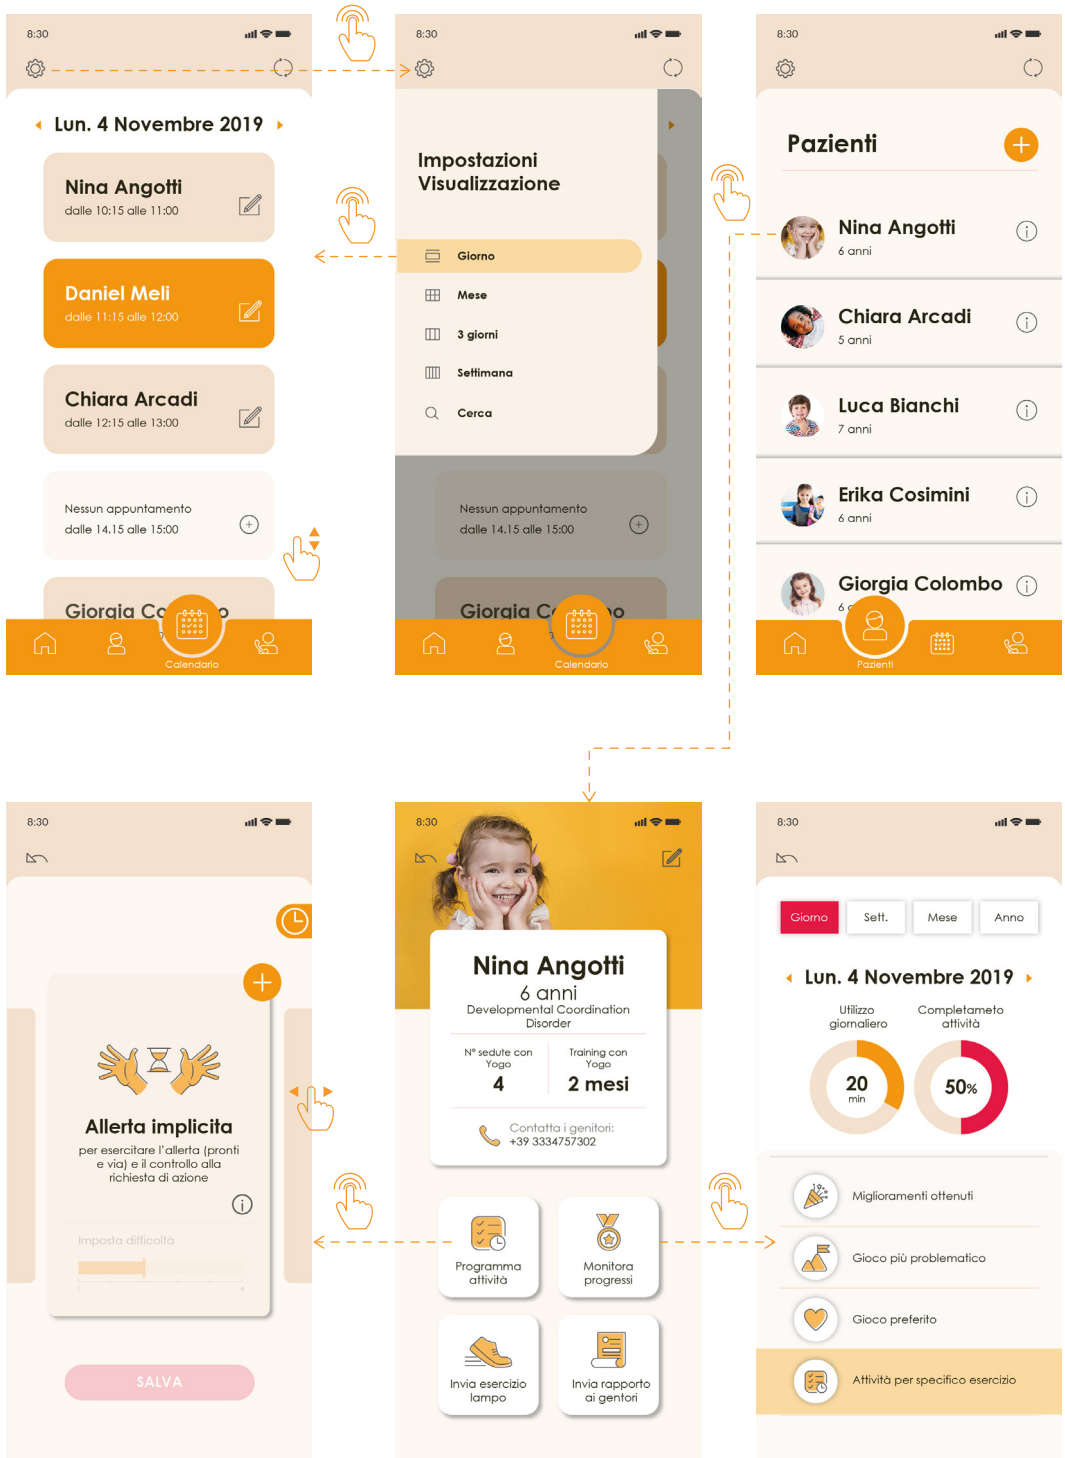 8:30
Lun. 4 Novembre 2019
Nina Angotti
dalle 10:15 alle 11:00
Daniel Meli
dalle 11:15 alle 12:00
Chiara Arcadi
dalle 12:15 alle 13:00
Nessun appuntamento
dalle 14.15 alle 15:00
Calendario
8:30
Impostazioni
Visualizzazione
Giorno
Mese
3 giorni
Settimana
Cerca
Nessun appuntamento
dalle 14.15 alle 15:00
Calendario
8:30
Pazienti
Nina Angotti
6 anni
Chiara Arcadi
5 anni
Luca Bianchi
7 anni
Erika Cosimini
6 anni
Giorgia Colombo
Pazienti
8:30
Allerta implicita
per esercitare l'allerta (pronti
e via) e il controllo alla
richiesta di azione
Imposta difficoltà
SALVA
8:30
Nina Angotti
6 anni
Developmental Coordination
Disorder
N° sedute con
Yogo
4
Training con
Yogo
2 mesi
Contatta i genitori:
+39 3334757302
Programma
attività
Monitora
progressi
Invia esercizio
lampo
Invia rapporto
ai gentori
8:30
Giorno Sett. Mese Anno
Lun. 4 Novembre 2019
Utilizzo
giornaliero
Completameto
attività
20
min
50%
Miglioramenti ottenuti
Gioco più problematico
Gioco preferito
Attività per specifico esercizio